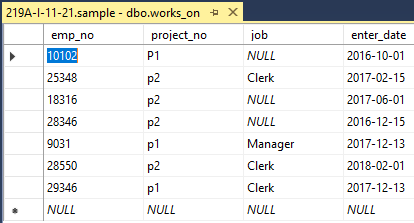 219A-I-11-21.sample - dbo.works_on
emp_no project_no job enter_date
10102 P1 NULL 2016-10-01
25348 p2 Clerk 2017-02-15
18316 p2 NULL 2017-06-01
28346 p2 NULL 2016-12-15
9031 p1 Manager 2017-12-13
28550 p2 Clerk 2018-02-01
29346 p1 Clerk 2017-12-13
NULL NULL NULL NULL